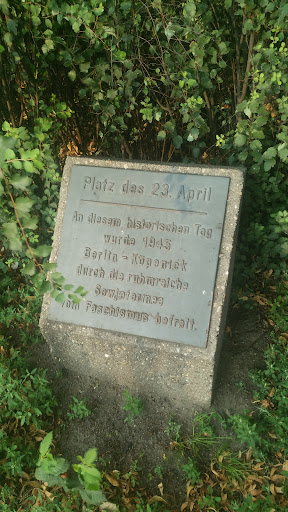 Platz des 23. April
An diesem historischen Tag
wurde 1945
Berlin - Köpenick
durch die ruhmreiche
Sowjetarmee
vom Faschismus befreit.